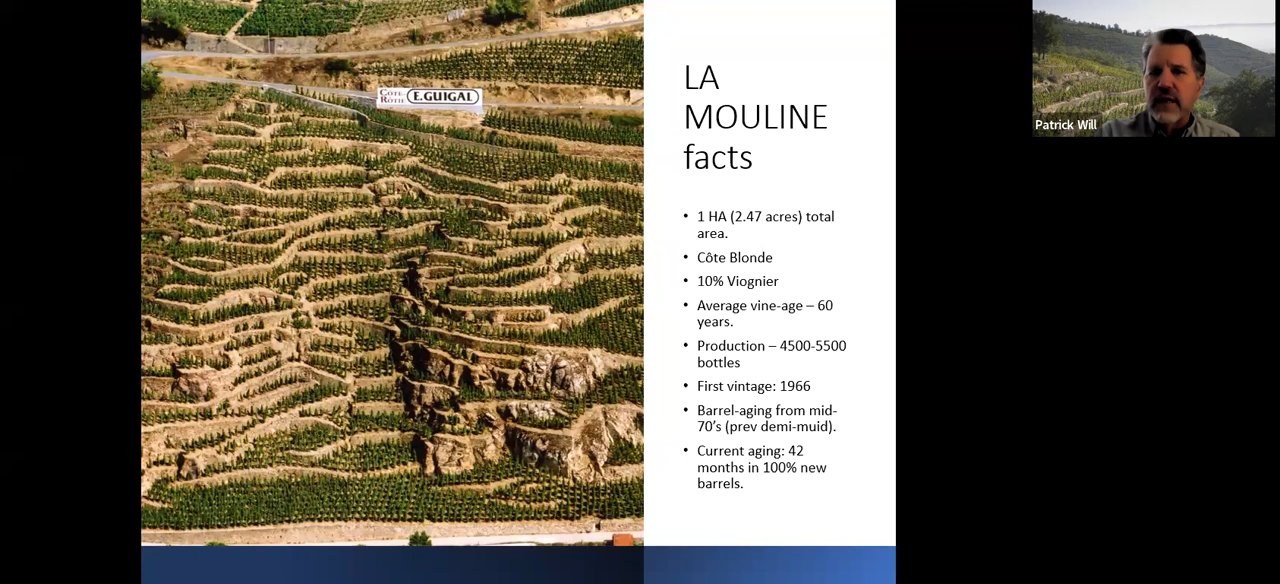 CÔTE-
RÔTIE
E.GUIGAL
LA
MOULINE
facts
• 1 HA (2.47 acres) total
area.
• Côte Blonde
• 10% Viognier
• Average vine-age – 60
years.
• Production – 4500-5500
bottles
• First vintage: 1966
• Barrel-aging from mid-
70’s (prev demi-muid).
• Current aging: 42
months in 100% new
barrels.
Patrick Will